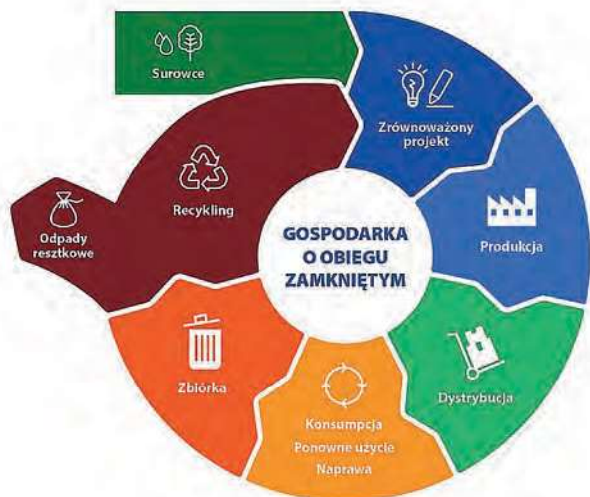 Surowce
Zrównoważony
projekt
Produkcja
Dystrybucja
Konsumpcja
Ponowne użycie
Naprawa
Zbiórka
Recykling
Odpady
resztkowe
GOSPODARKA
O OBIEGU
ZAMKNIĘTYM